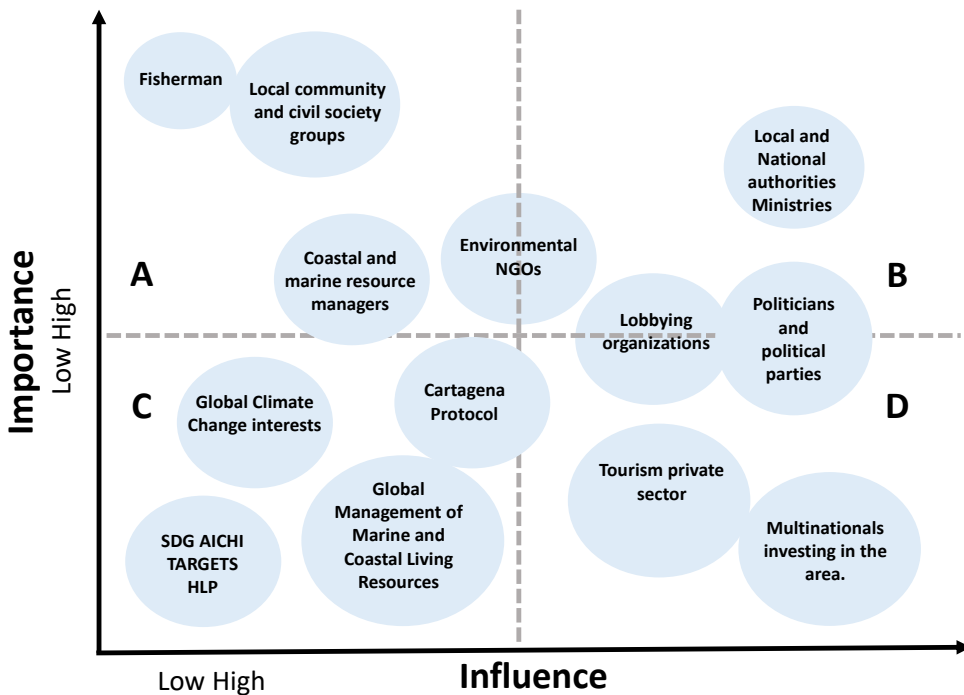 Fisherman
Local community
and civil society
groups
Local and
National
authorities
Ministries
Environmental
NGOs
Coastal and
marine resource
managers
A
B
Politicians
and
political
parties
Lobbying
organizations
Importance
Low High
C
D
Global Climate
Change interests
Cartagena
Protocol
Tourism private
sector
Global
Management of
Marine and
Coastal Living
Resources
SDG AICHI
TARGETS
HLP
Multinationals
investing in the
area.
Low High
Influence